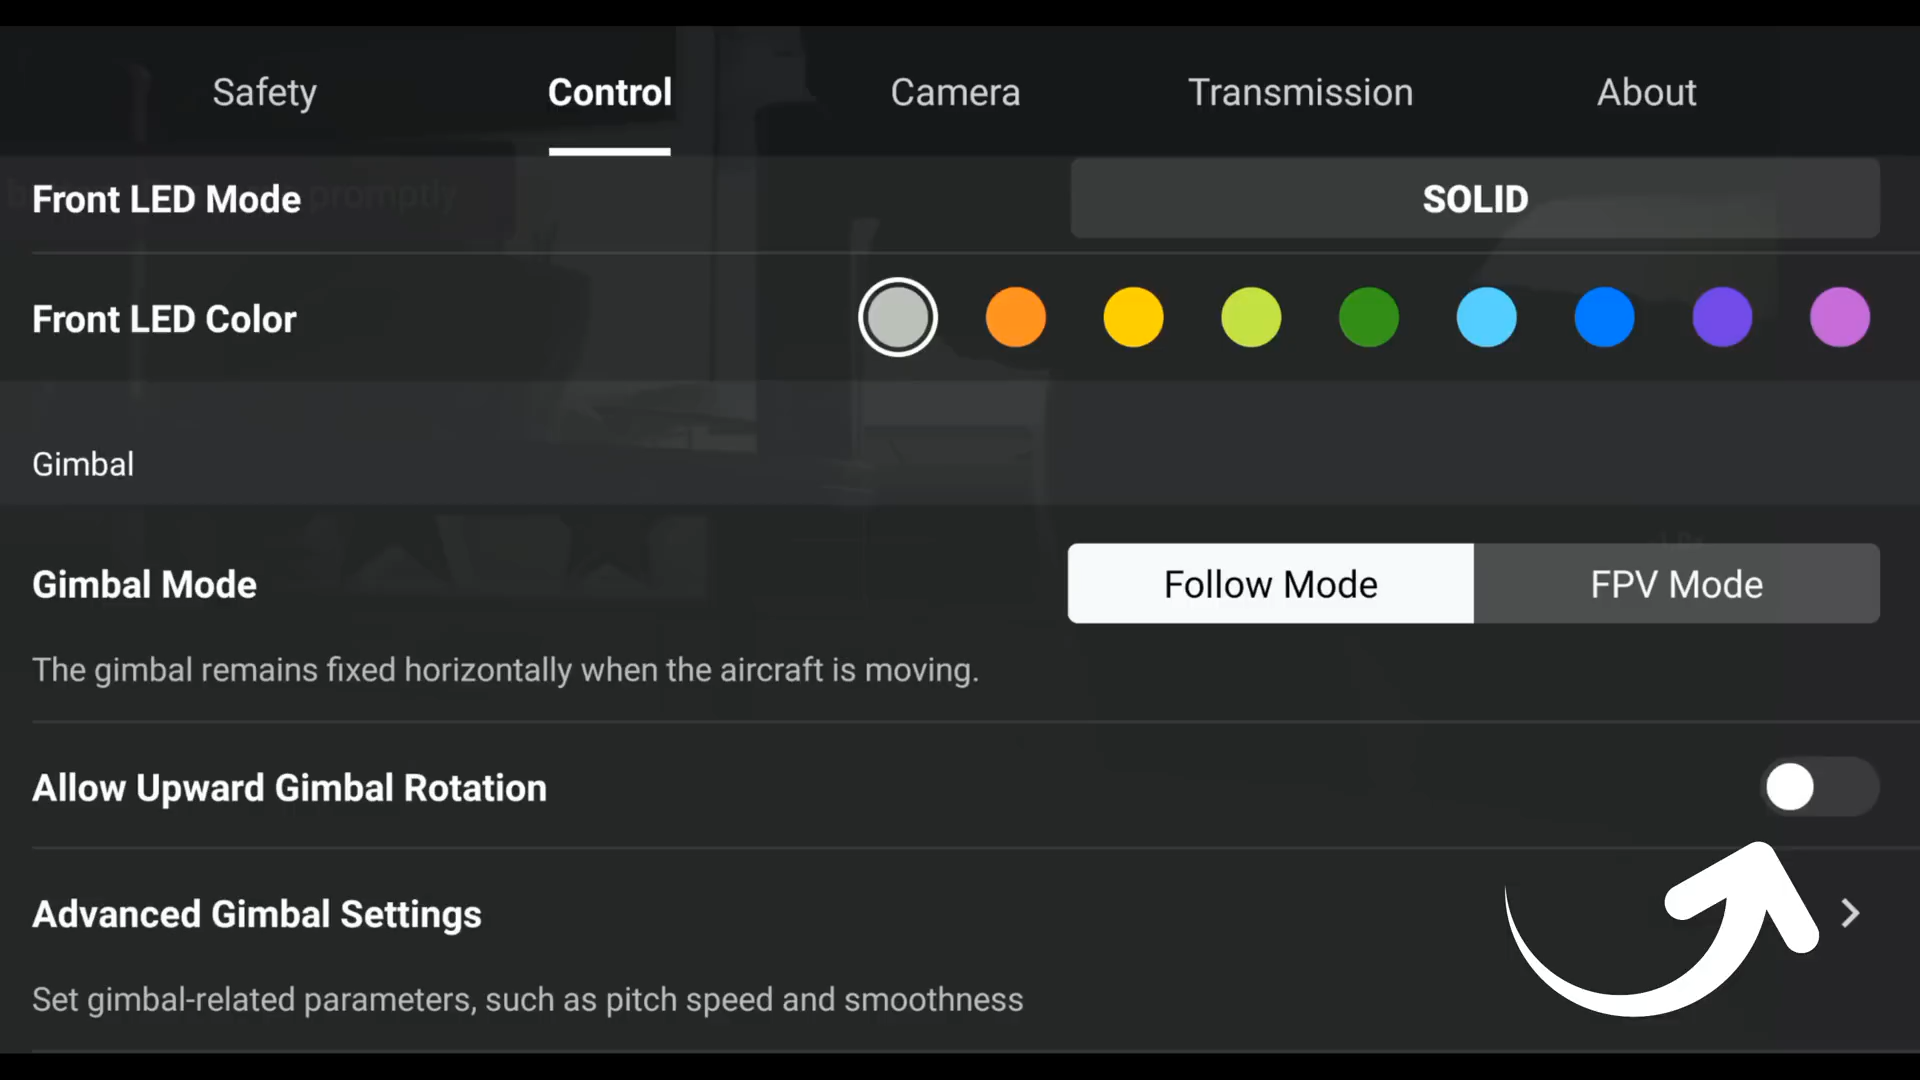 Safety Control Camera Transmission About
promptly
Front LED Mode SOLID
Front LED Color
Gimbal
Gimbal Mode Follow Mode FPV Mode
The gimbal remains fixed horizontally when the aircraft is moving.
Allow Upward Gimbal Rotation
Advanced Gimbal Settings
Set gimbal-related parameters, such as pitch speed and smoothness